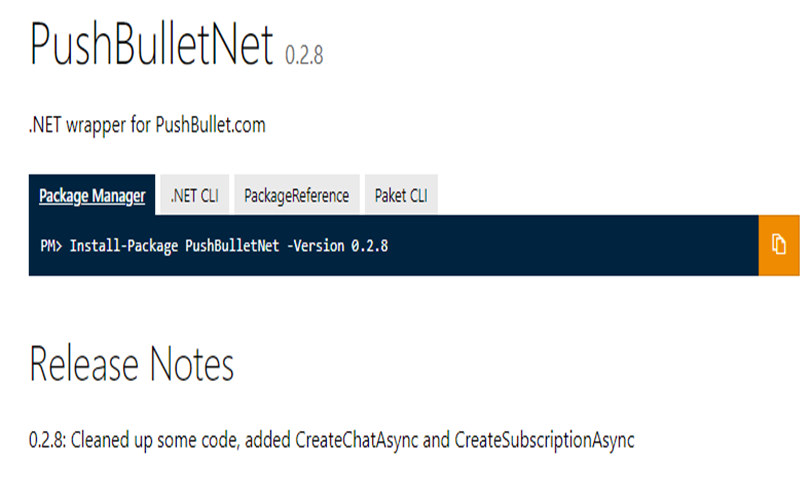 PushBulletNet 0.2.8
.NET wrapper for PushBullet.com
Package Manager .NET CLI PackageReference Paket CLI
PM> Install-Package PushBulletNet -Version 0.2.8
Release Notes
0.2.8: Cleaned up some code, added CreateChatAsync and CreateSubscriptionAsync